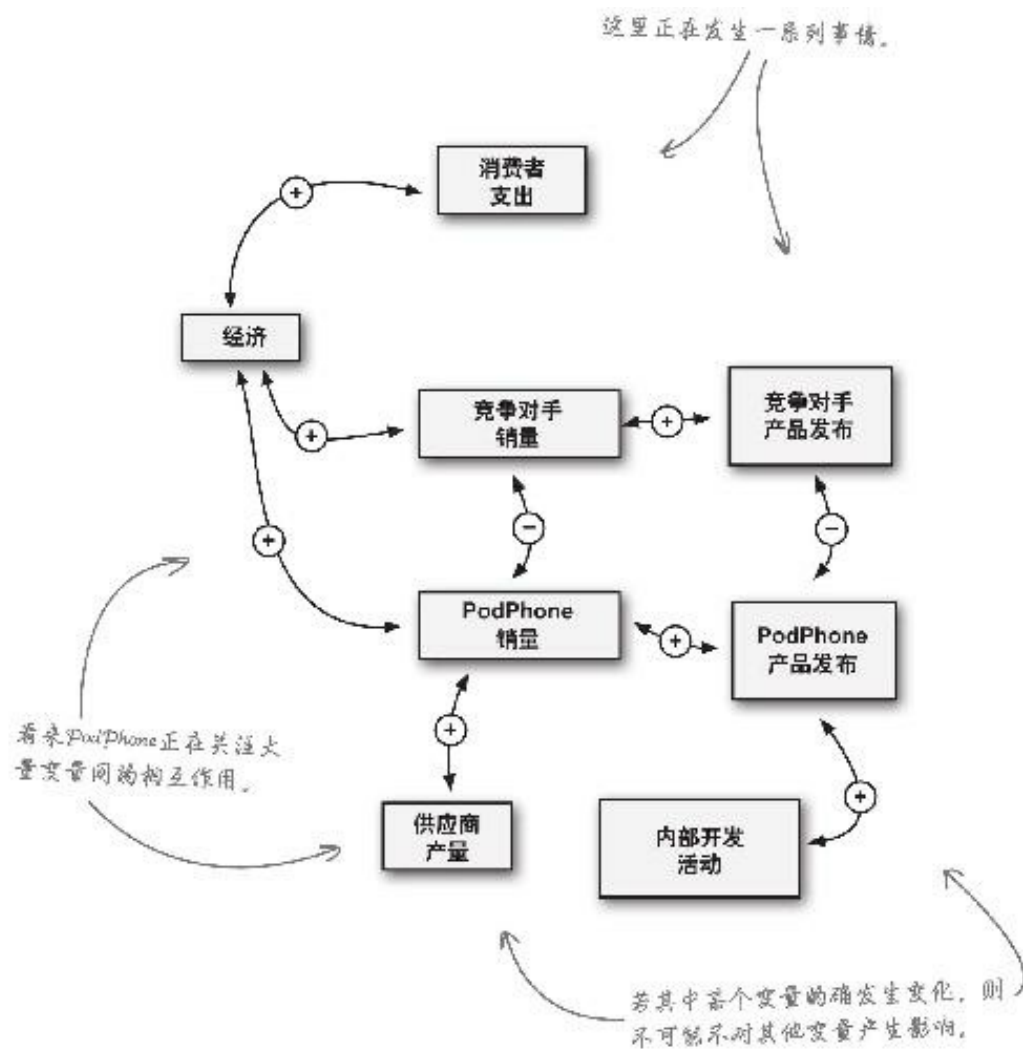 这里正在发生一系列事情。
消费者
支出
经济
竞争对手
销量
竞争对手
产品发布
PodPhone
销量
PodPhone
产品发布
看来PodPhone正在关注大
量变量间的相互作用。
供应商
产量
内部开发
活动
若其中某个变量的确发生变化，则
不可能不对其他变量产生影响。